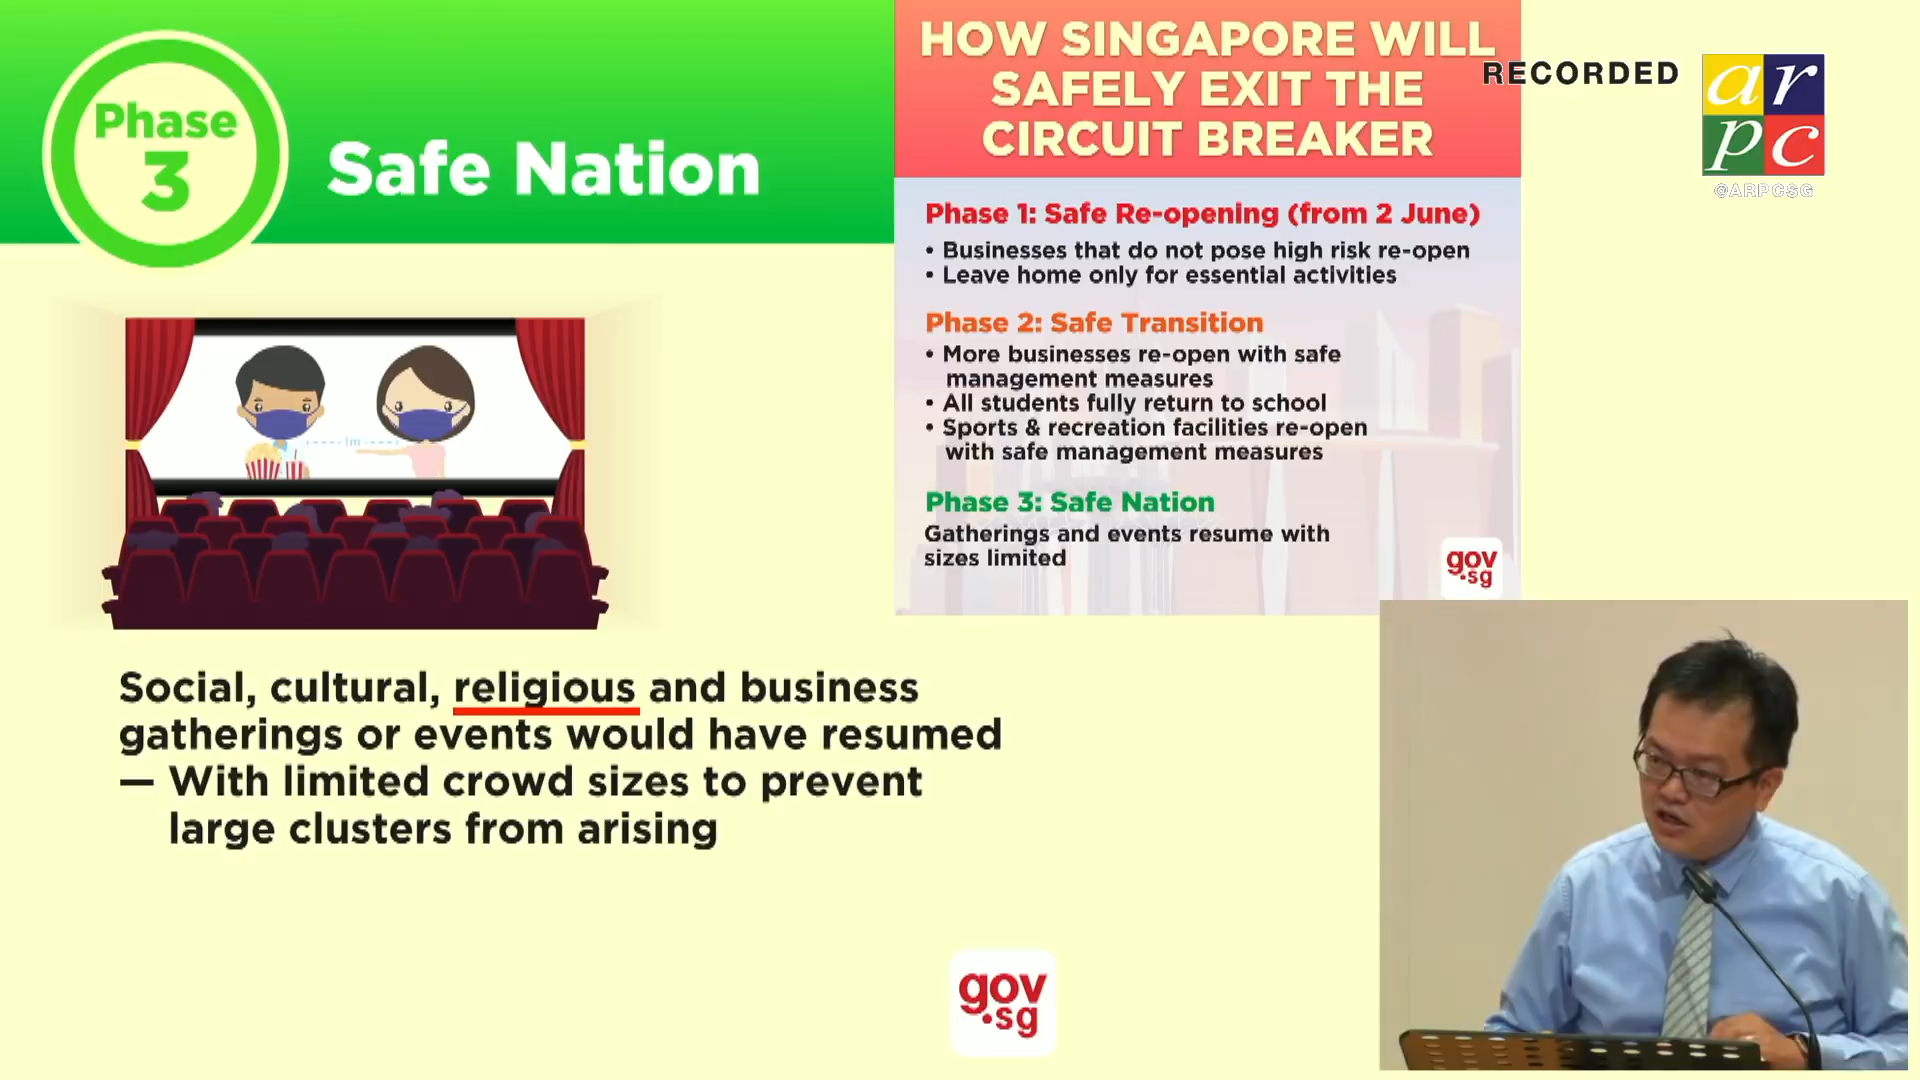 Phase
3
Safe Nation
HOW SINGAPORE WILL
SAFELY EXIT THE
CIRCUIT BREAKER
RECORDED
ar
pc
@ARPCSG
Phase 1: Safe Re-opening (from 2 June)
• Businesses that do not pose high risk re-open
• Leave home only for essential activities
Phase 2: Safe Transition
• More businesses re-open with safe
management measures
• All students fully return to school
• Sports & recreation facilities re-open
with safe management measures
Phase 3: Safe Nation
Gatherings and events resume with
sizes limited
gov
.sg
1m
Social, cultural, religious and business
gatherings or events would have resumed
— With limited crowd sizes to prevent
large clusters from arising
gov
.sg